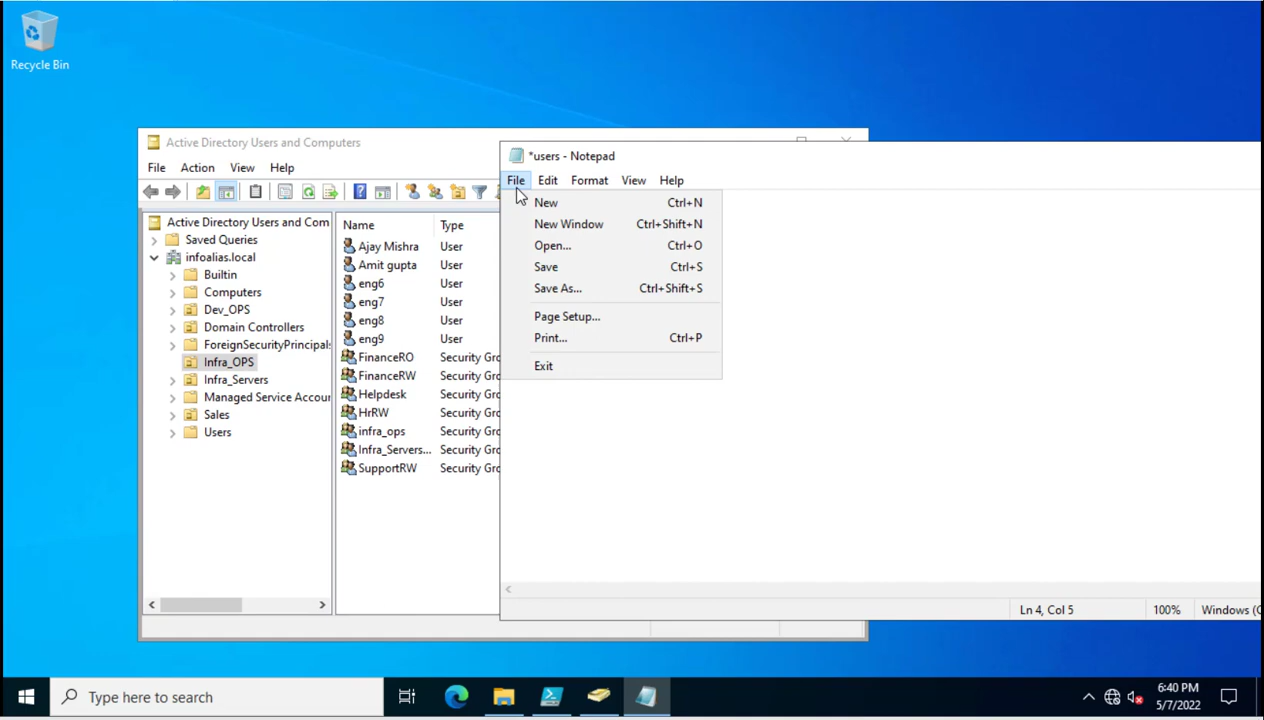 Recycle Bin
Active Directory Users and Computers
File Action View Help
Active Directory Users and Com
Saved Queries
infoalias.local
Builtin
Computers
Dev_OPS
Domain Controllers
ForeignSecurityPrincipals
Infra_OPS
Infra_Servers
Managed Service Accoun
Sales
Users
Name Type
Ajay Mishra User
Amit gupta User
eng6 User
eng7 User
eng8 User
eng9 User
FinanceRO Security Gro
FinanceRW Security Gro
Helpdesk Security Gro
HrRW Security Gro
infra_ops Security Gro
Infra_Servers... Security Gro
SupportRW Security Gro
*users - Notepad
File Edit Format View Help
New Ctrl+N
New Window Ctrl+Shift+N
Open... Ctrl+O
Save Ctrl+S
Save As... Ctrl+Shift+S
Page Setup...
Print... Ctrl+P
Exit
Ln 4, Col 5 100% Windows (C
Type here to search
6:40 PM
5/7/2022